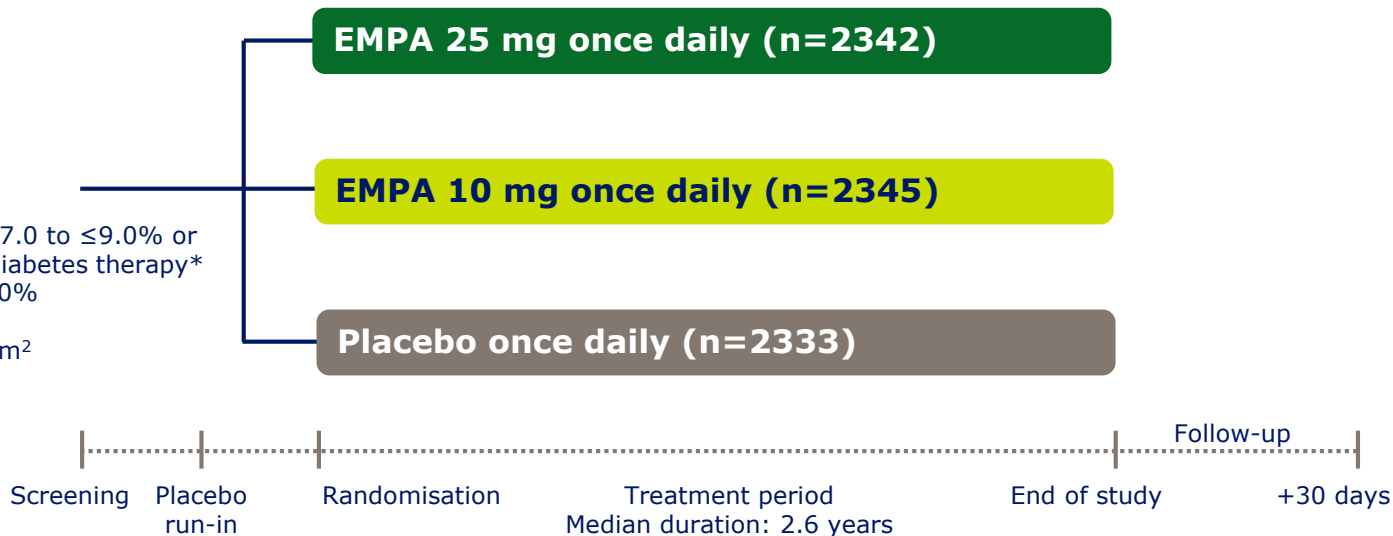 EMPA 25 mg once daily (n=2342)
EMPA 10 mg once daily (n=2345)
7.0 to ≤9.0% or
iabetes therapy*
0%
m²
Placebo once daily (n=2333)
Follow-up
Screening
Placebo
run-in
Randomisation
Treatment period
Median duration: 2.6 years
End of study
+30 days